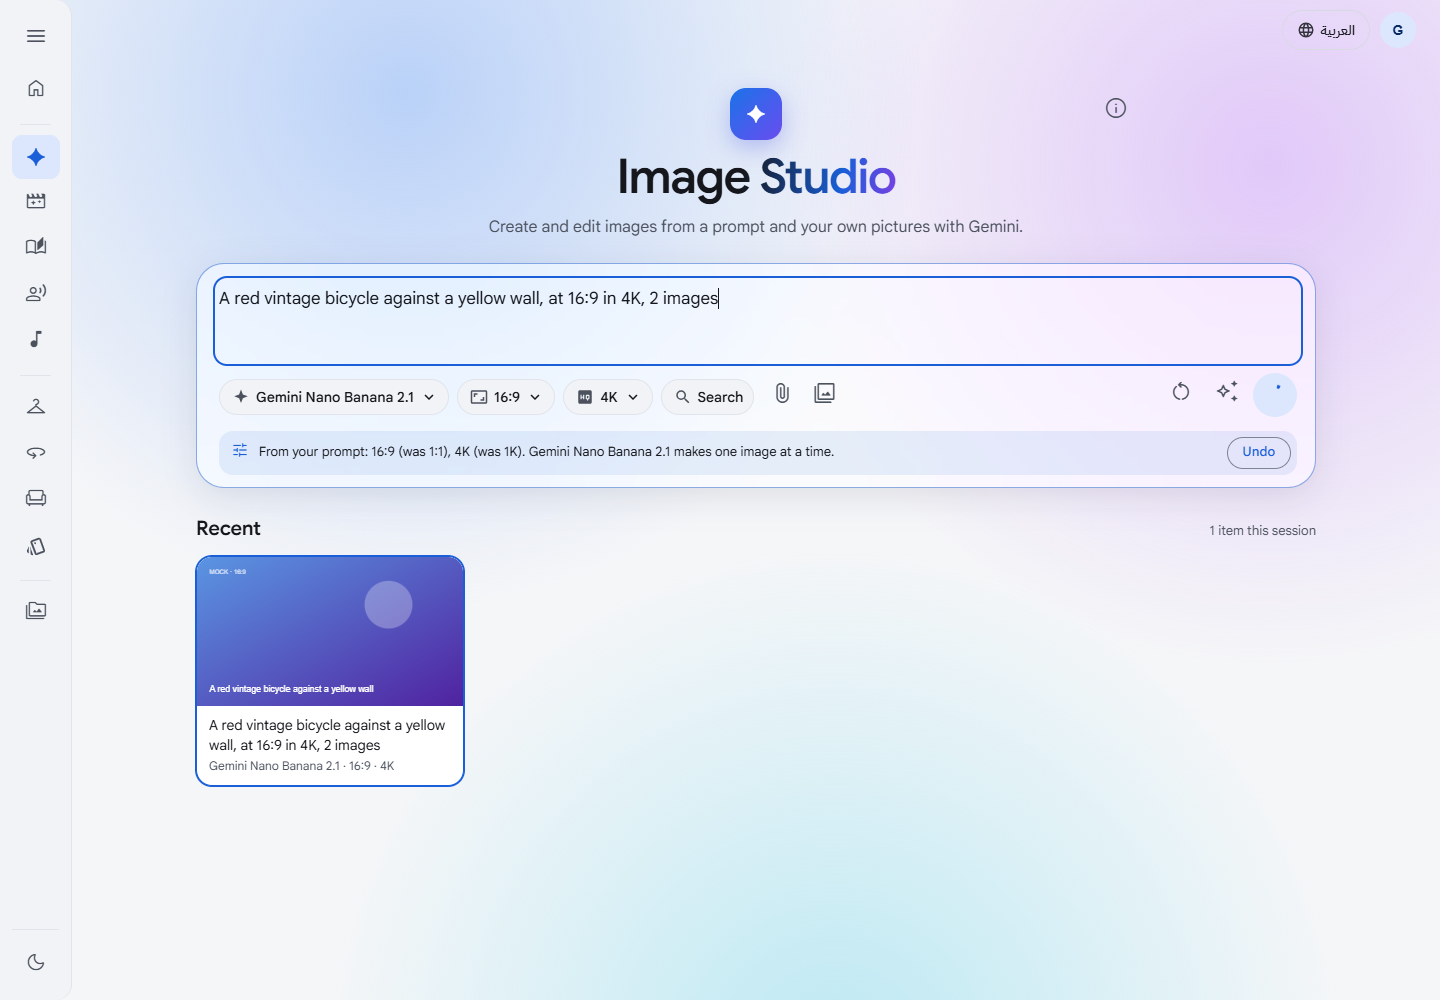 العربية
G
Image Studio
Create and edit images from a prompt and your own pictures with Gemini.
A red vintage bicycle against a yellow wall, at 16:9 in 4K, 2 images
Gemini Nano Banana 2.1
16:9
HQ
4K
Search
From your prompt: 16:9 (was 1:1), 4K (was 1K). Gemini Nano Banana 2.1 makes one image at a time.
Undo
Recent
1 item this session
MOCK · 16:9
A red vintage bicycle against a yellow wall
A red vintage bicycle against a yellow
wall, at 16:9 in 4K, 2 images
Gemini Nano Banana 2.1 · 16:9 · 4K